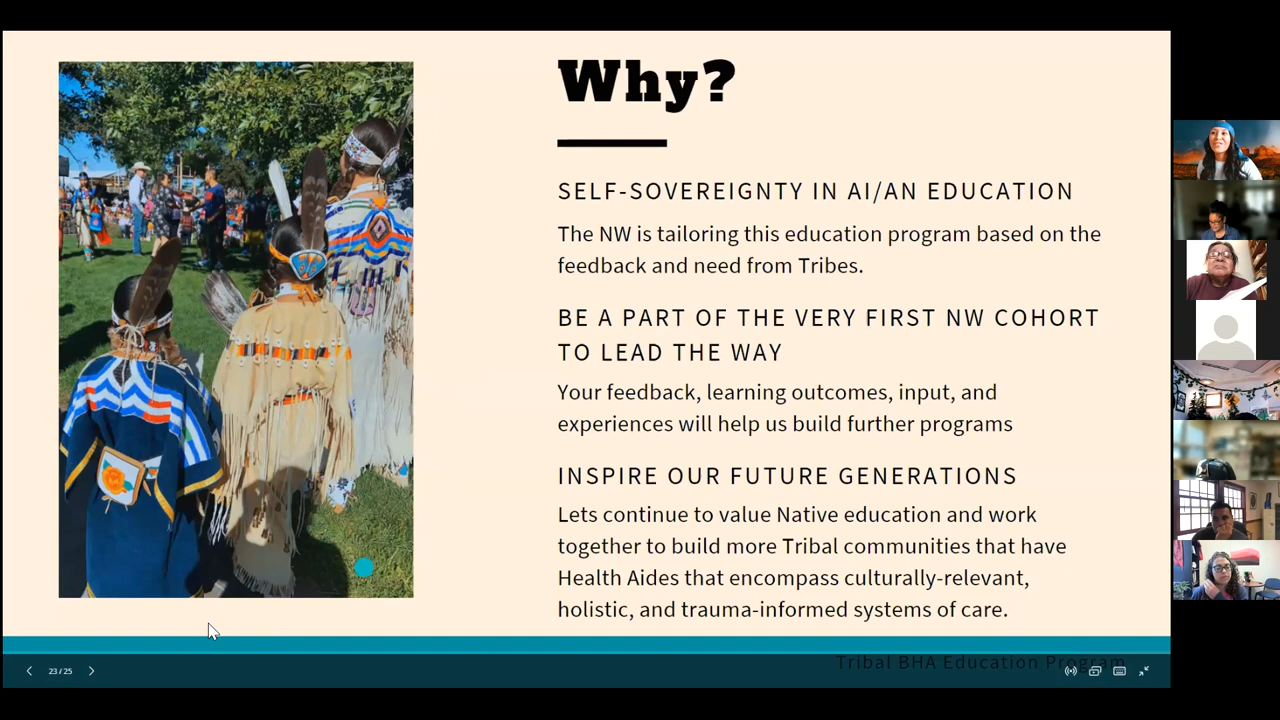 Why?
SELF-SOVEREIGNTY IN AI/AN EDUCATION
The NW is tailoring this education program based on the
feedback and need from Tribes.
BE A PART OF THE VERY FIRST NW COHORT
TO LEAD THE WAY
Your feedback, learning outcomes, input, and
experiences will help us build further programs
INSPIRE OUR FUTURE GENERATIONS
Lets continue to value Native education and work
together to build more Tribal communities that have
Health Aides that encompass culturally-relevant,
holistic, and trauma-informed systems of care.
Tribal BHA Education Program
23 / 25